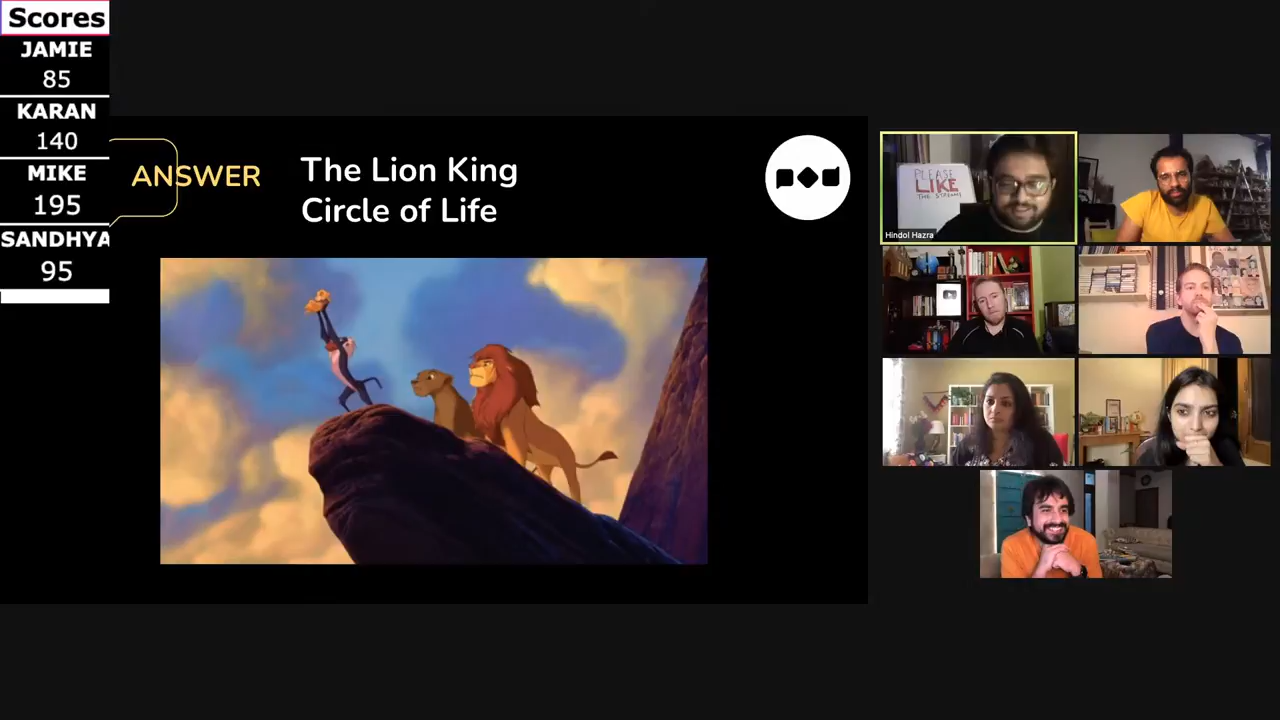 Scores
JAMIE
85
KARAN
140
MIKE
195
SANDHYA
95
ANSWER
The Lion King
Circle of Life
PLEASE
LIKE
THE STREAM
Hindol Hazra